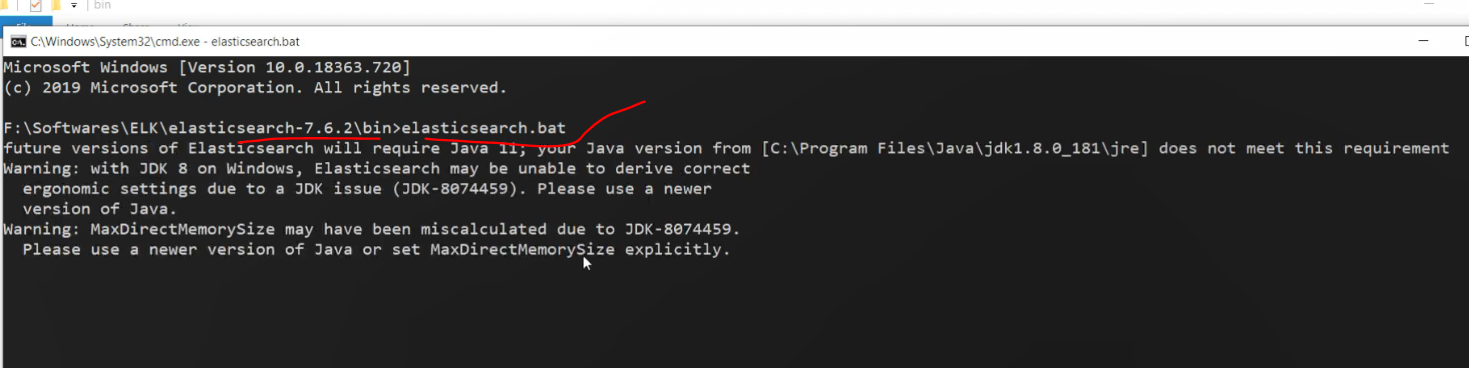 bin
C:\Windows\System32\cmd.exe - elasticsearch.bat
Microsoft Windows [Version 10.0.18363.720]
(c) 2019 Microsoft Corporation. All rights reserved.
F:\Softwares\ELK\elasticsearch-7.6.2\bin>elasticsearch.bat
future versions of Elasticsearch will require Java 11; your Java version from [C:\Program Files\Java\jdk1.8.0_181\jre] does not meet this requirement
Warning: with JDK 8 on Windows, Elasticsearch may be unable to derive correct
ergonomic settings due to a JDK issue (JDK-8074459). Please use a newer
version of Java.
Warning: MaxDirectMemorySize may have been miscalculated due to JDK-8074459.
Please use a newer version of Java or set MaxDirectMemorySize explicitly.